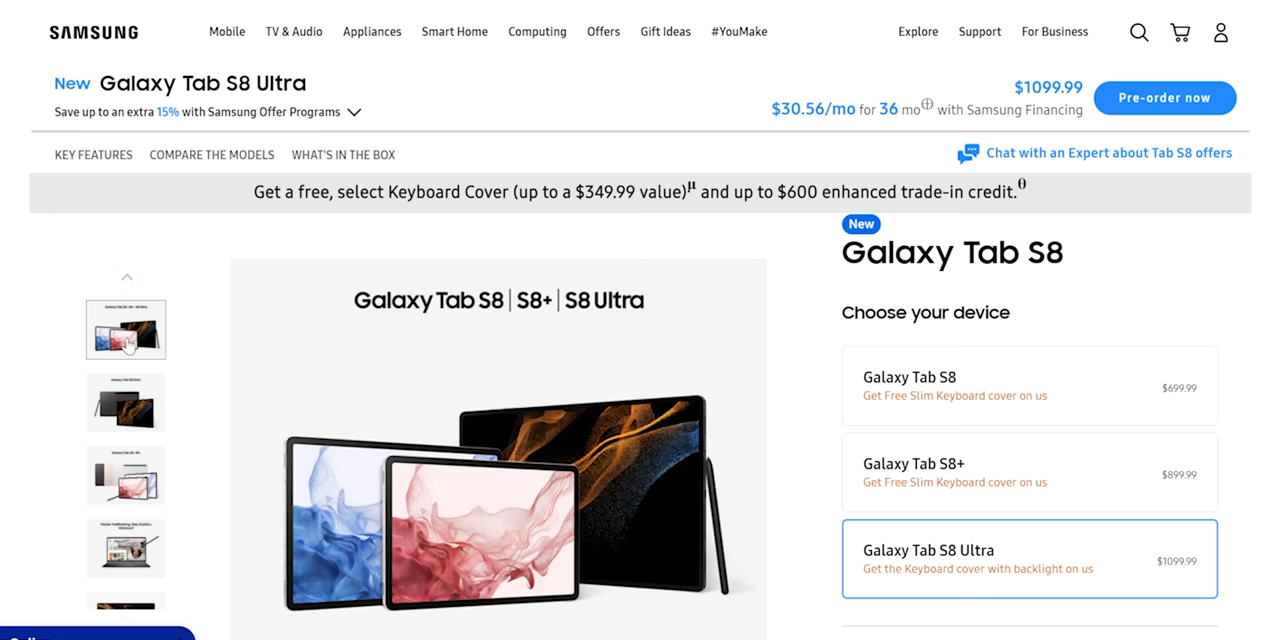 SAMSUNG
Mobile TV & Audio Appliances Smart Home Computing Offers Gift Ideas #YouMake
Explore Support For Business
New Galaxy Tab S8 Ultra
Save up to an extra 15% with Samsung Offer Programs
$1099.99
$30.56/mo for 36 mo with Samsung Financing
Pre-order now
KEY FEATURES COMPARE THE MODELS WHAT'S IN THE BOX
Chat with an Expert about Tab S8 offers
Get a free, select Keyboard Cover (up to a $349.99 value)µ and up to $600 enhanced trade-in credit.θ
New
Galaxy Tab S8
Galaxy Tab S8 | S8+ | S8 Ultra
Choose your device
Galaxy Tab S8
Get Free Slim Keyboard cover on us
$699.99
Galaxy Tab S8+
Get Free Slim Keyboard cover on us
$899.99
Galaxy Tab S8 Ultra
Get the Keyboard cover with backlight on us
$1099.99